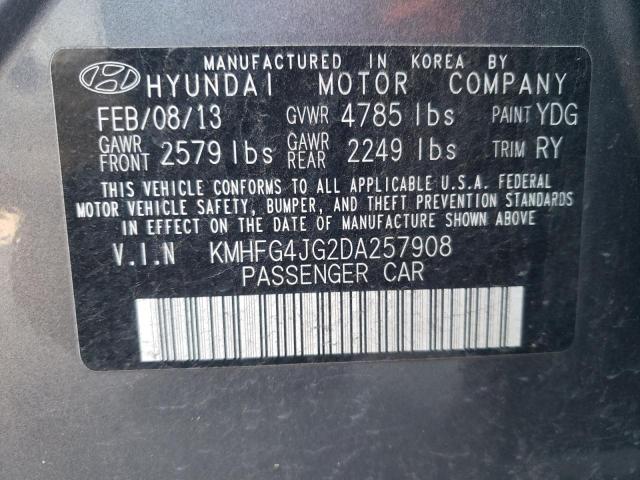 MANUFACTURED IN KOREA BY
HYUNDAI MOTOR COMPANY
FEB/08/13 GVWR 4785 lbs PAINT YDG
GAWR FRONT 2579 lbs GAWR REAR 2249 lbs TRIM RY
THIS VEHICLE CONFORMS TO ALL APPLICABLE U.S.A. FEDERAL
MOTOR VEHICLE SAFETY, BUMPER, AND THEFT PREVENTION STANDARDS
IN EFFECT ON THE DATE OF MANUFACTURE SHOWN ABOVE.
V.I.N KMHFG4JG2DA257908
PASSENGER CAR